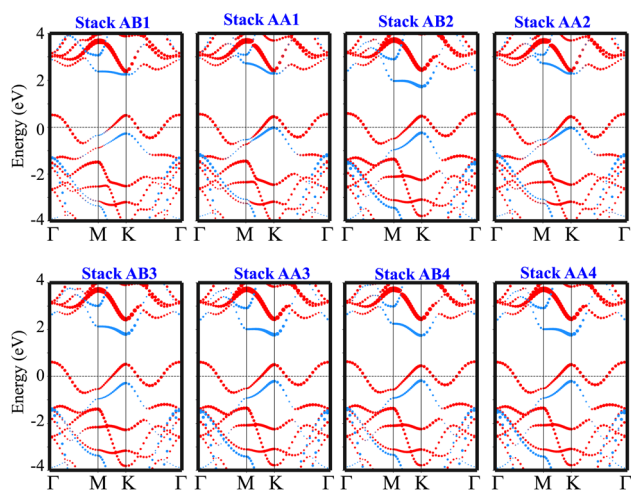 Stack AB1 Stack AA1 Stack AB2 Stack AA2
4
2
0
-2
-4
Energy (eV)
Γ M K Γ Γ M K Γ Γ M K Γ Γ M K Γ
Stack AB3 Stack AA3 Stack AB4 Stack AA4
4
2
0
-2
-4
Energy (eV)
Γ M K Γ Γ M K Γ Γ M K Γ Γ M K Γ